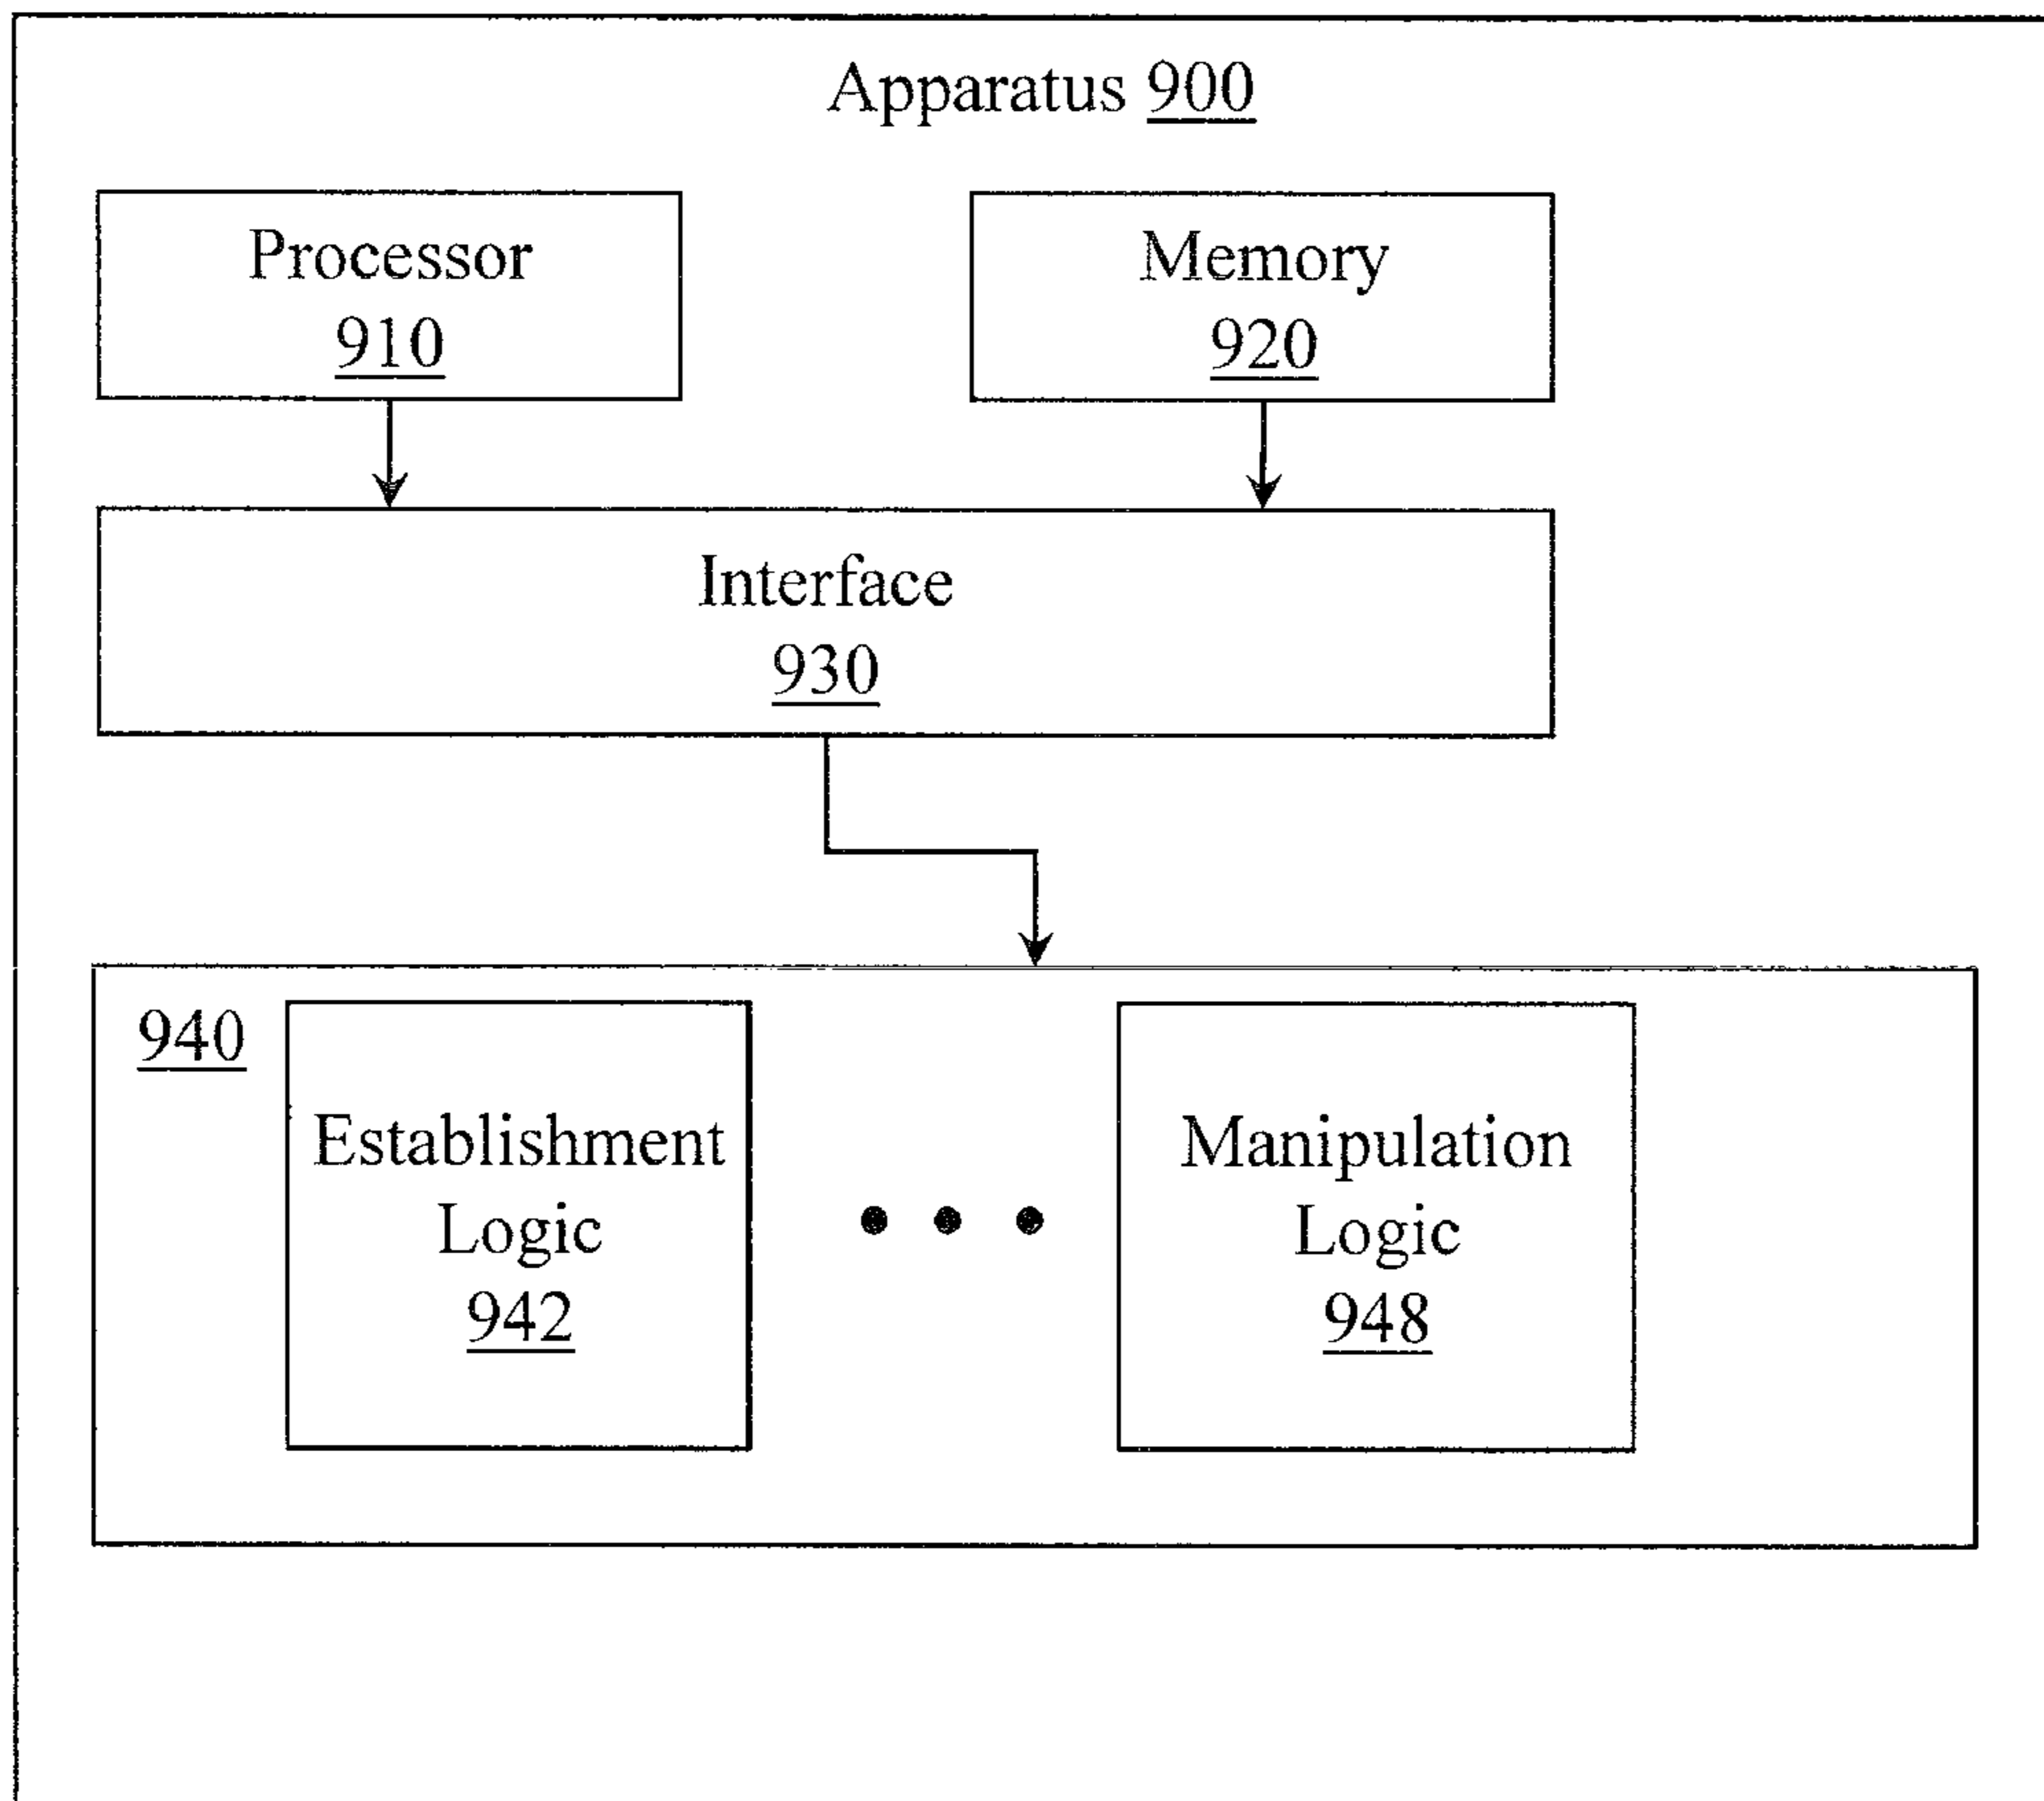 Apparatus 900
Processor
910
Memory
920
Interface
930
940
Establishment
Logic
942
Manipulation
Logic
948